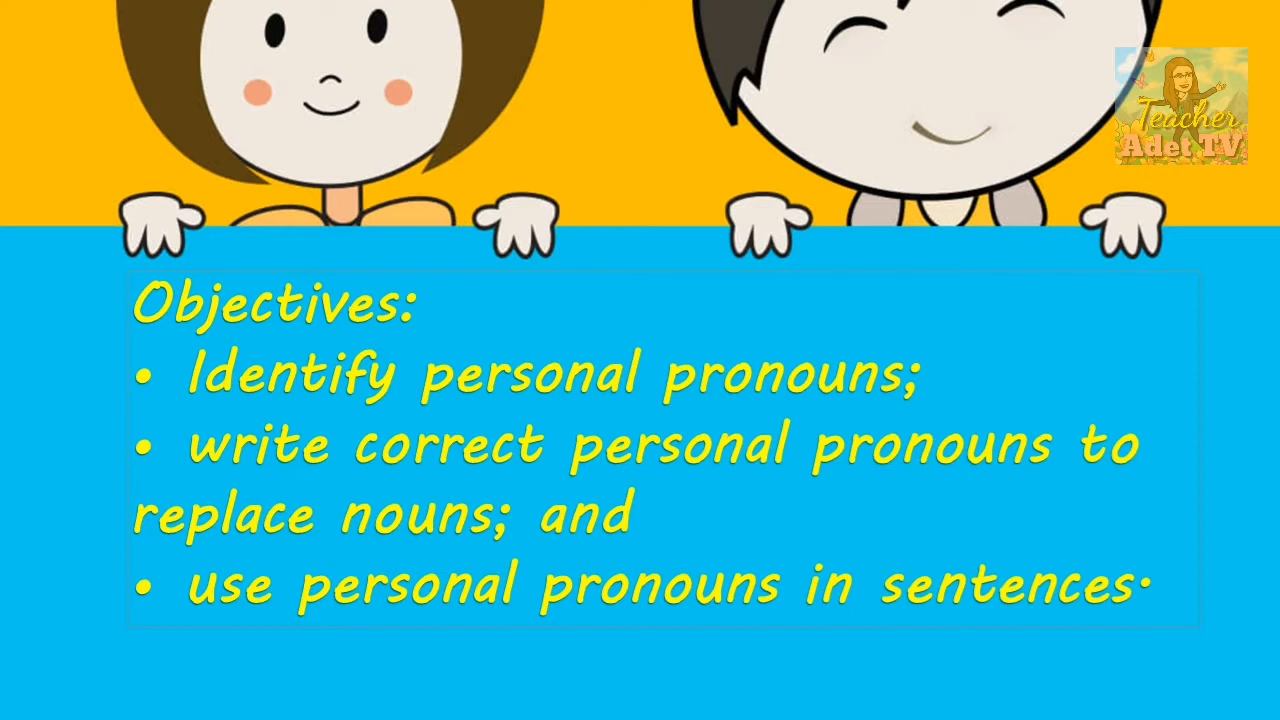 Teacher
Adet TV
Objectives:
• Identify personal pronouns;
• write correct personal pronouns to
replace nouns; and
• use personal pronouns in sentences.